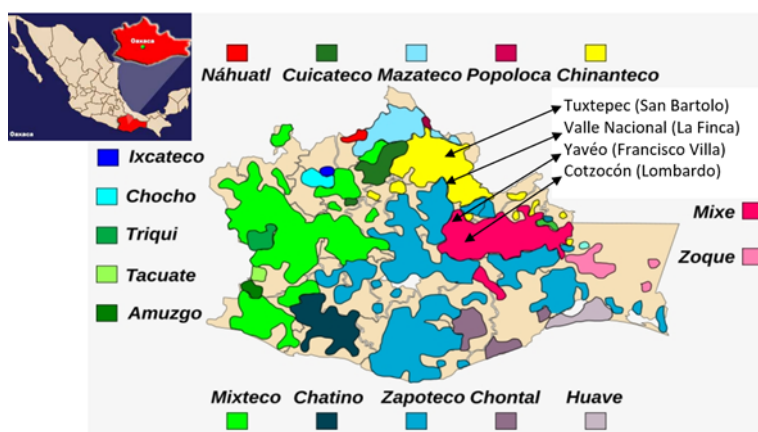 Oaxaca
Oaxaca
Náhuatl Cuicateco Mazateco Popoloca Chinanteco
Tuxtepec (San Bartolo)
Valle Nacional (La Finca)
Yavéo (Francisco Villa)
Cotzocón (Lombardo)
Ixcateco
Chocho
Triqui
Tacuate
Amuzgo
Mixe
Zoque
Mixteco Chatino Zapoteco Chontal Huave